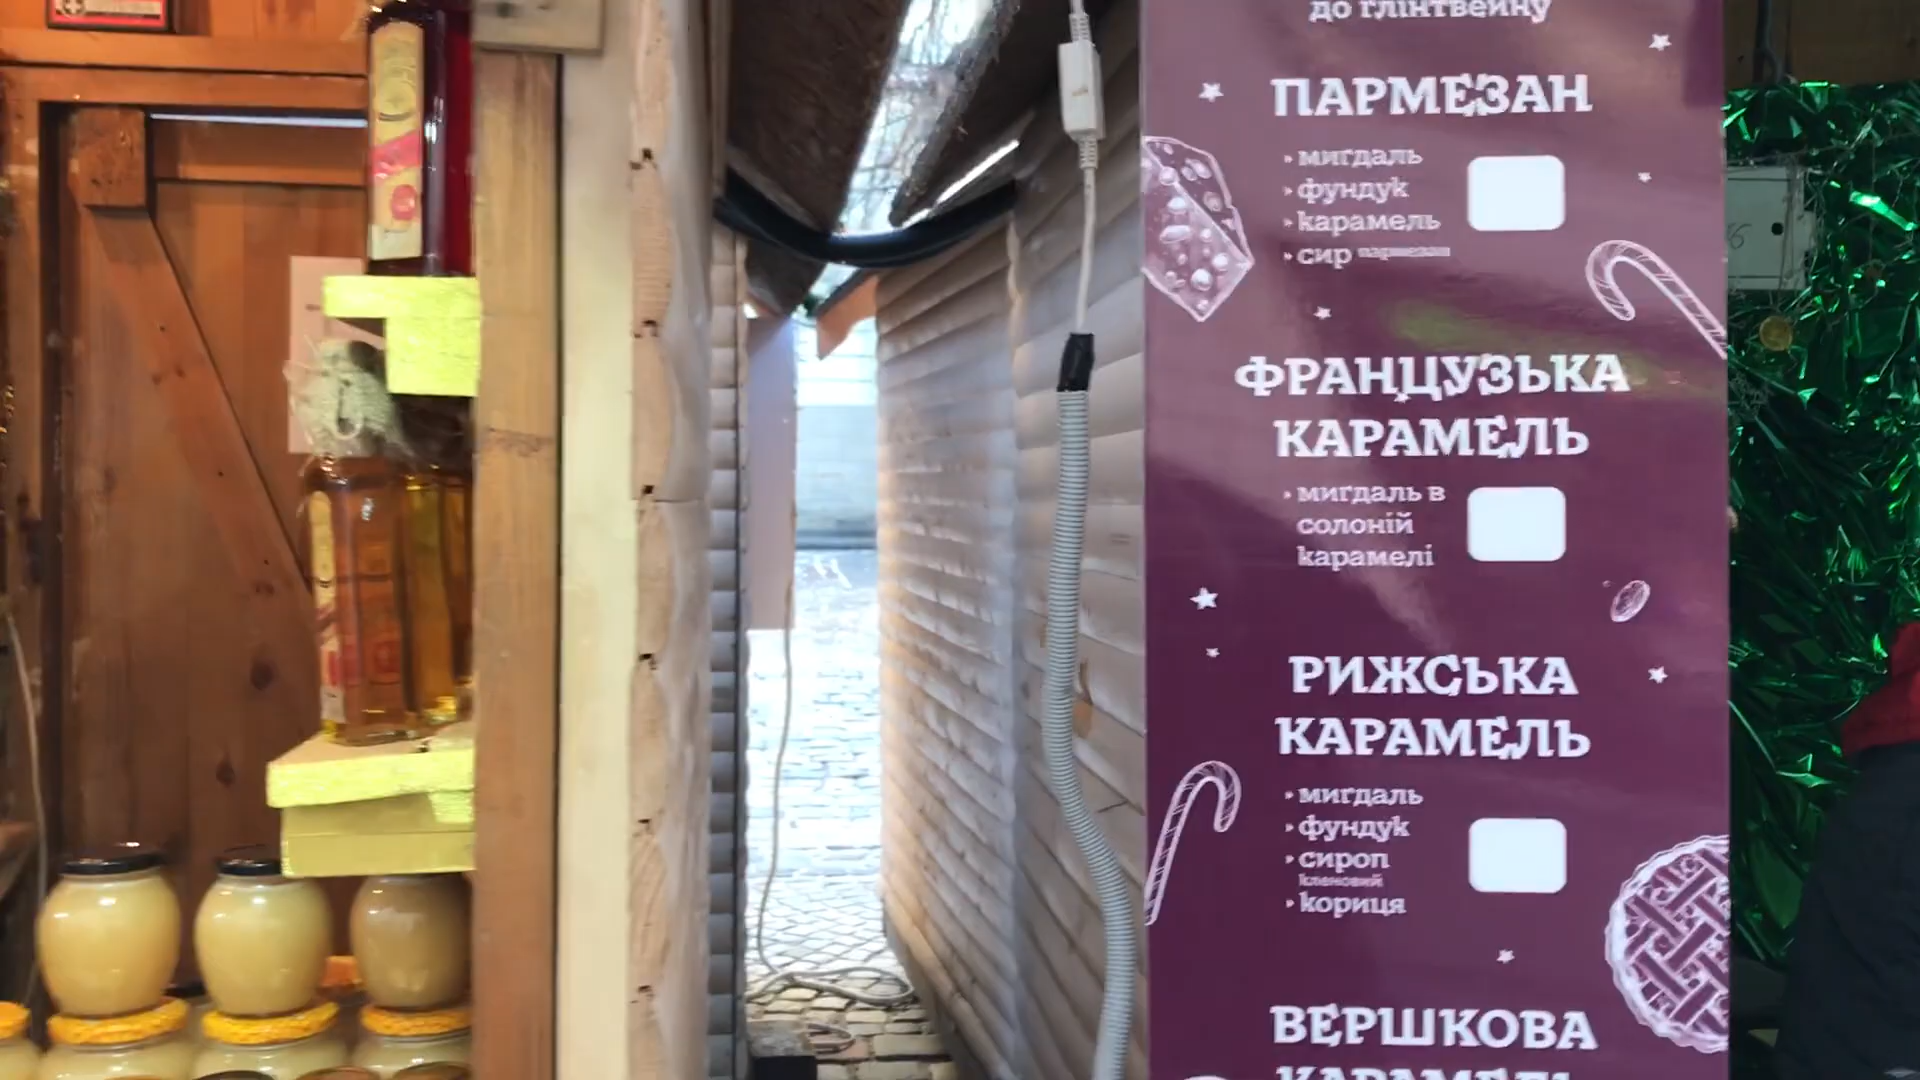 до глінтвейну
ПАРМЕЗАН
мигдаль
фундук
карамель
сир пармезан
ФРАНЦУЗЬКА
КАРАМЕЛЬ
мигдаль в
солоній
карамелі
РИЖСЬКА
КАРАМЕЛЬ
мигдаль
фундук
сироп
кленовий
кориця
ВЕРШКОВА
КАРАМЕЛЬ